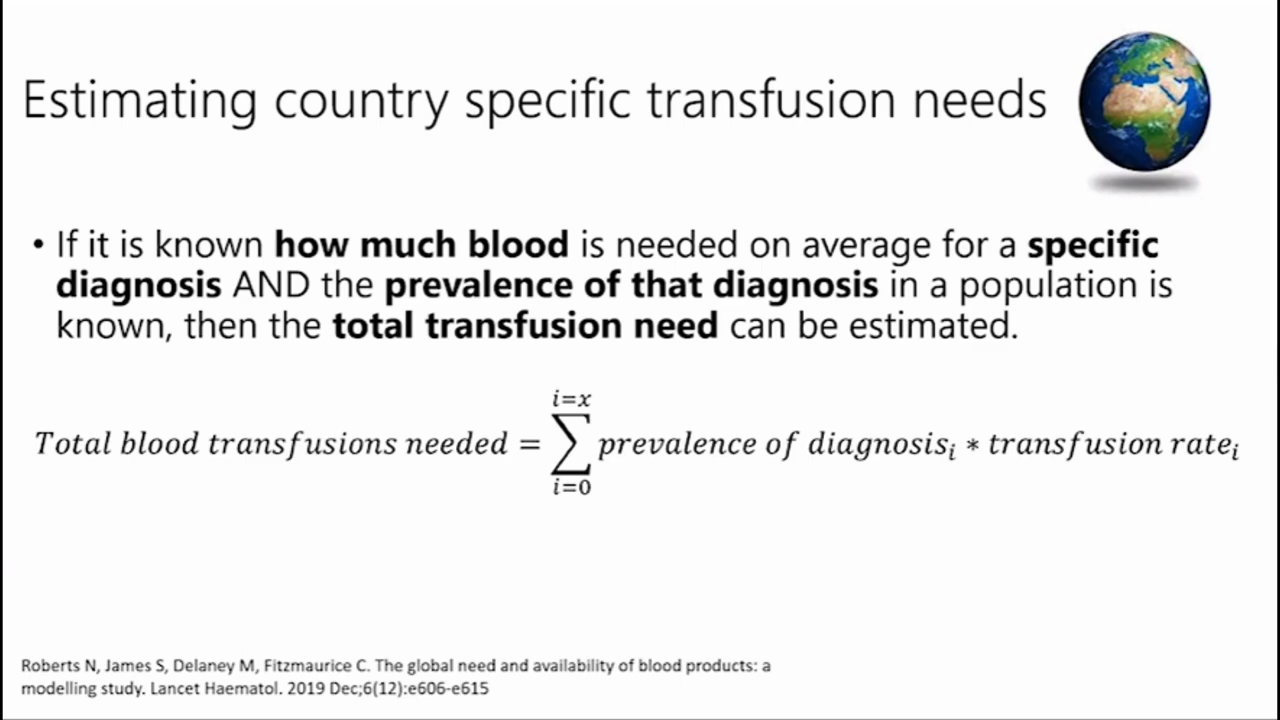 Estimating country specific transfusion needs
• If it is known how much blood is needed on average for a specific
diagnosis AND the prevalence of that diagnosis in a population is
known, then the total transfusion need can be estimated.
i=x
Total blood transfusions needed = ∑ prevalence of diagnosisᵢ * transfusion rateᵢ
i=0
Roberts N, James S, Delaney M, Fitzmaurice C. The global need and availability of blood products: a
modelling study. Lancet Haematol. 2019 Dec;6(12):e606-e615